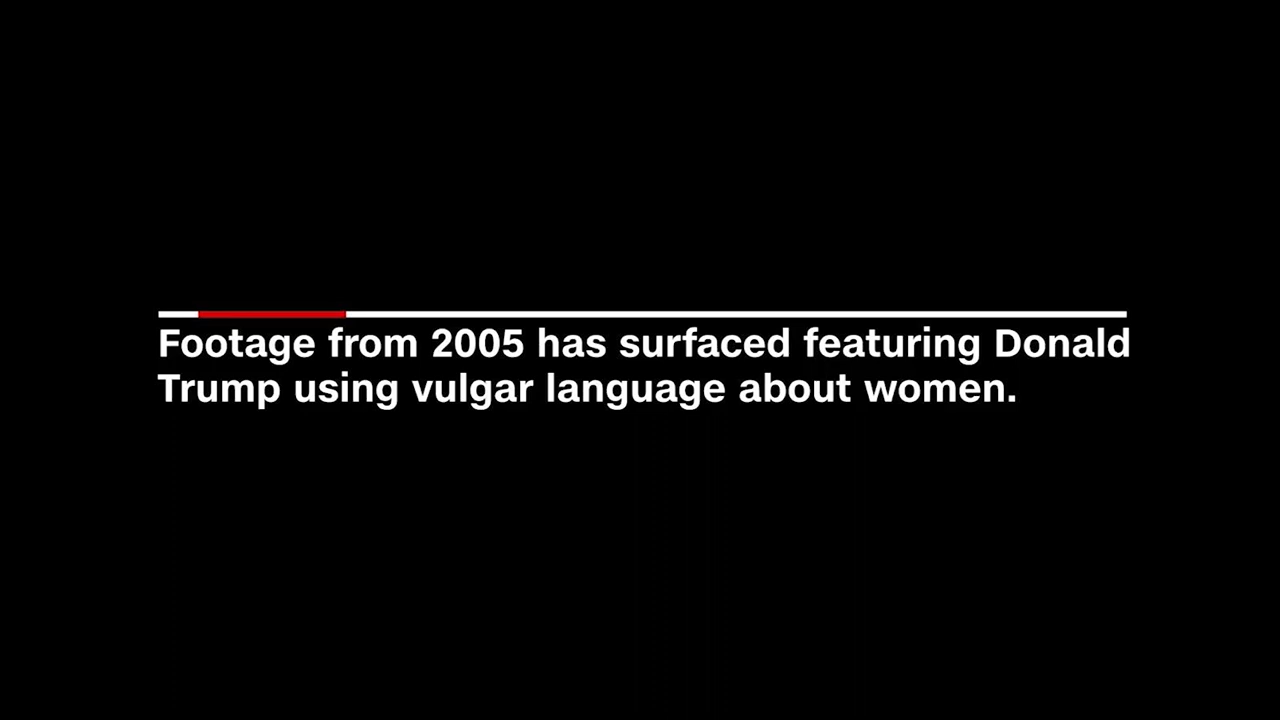 Footage from 2005 has surfaced featuring Donald
Trump using vulgar language about women.